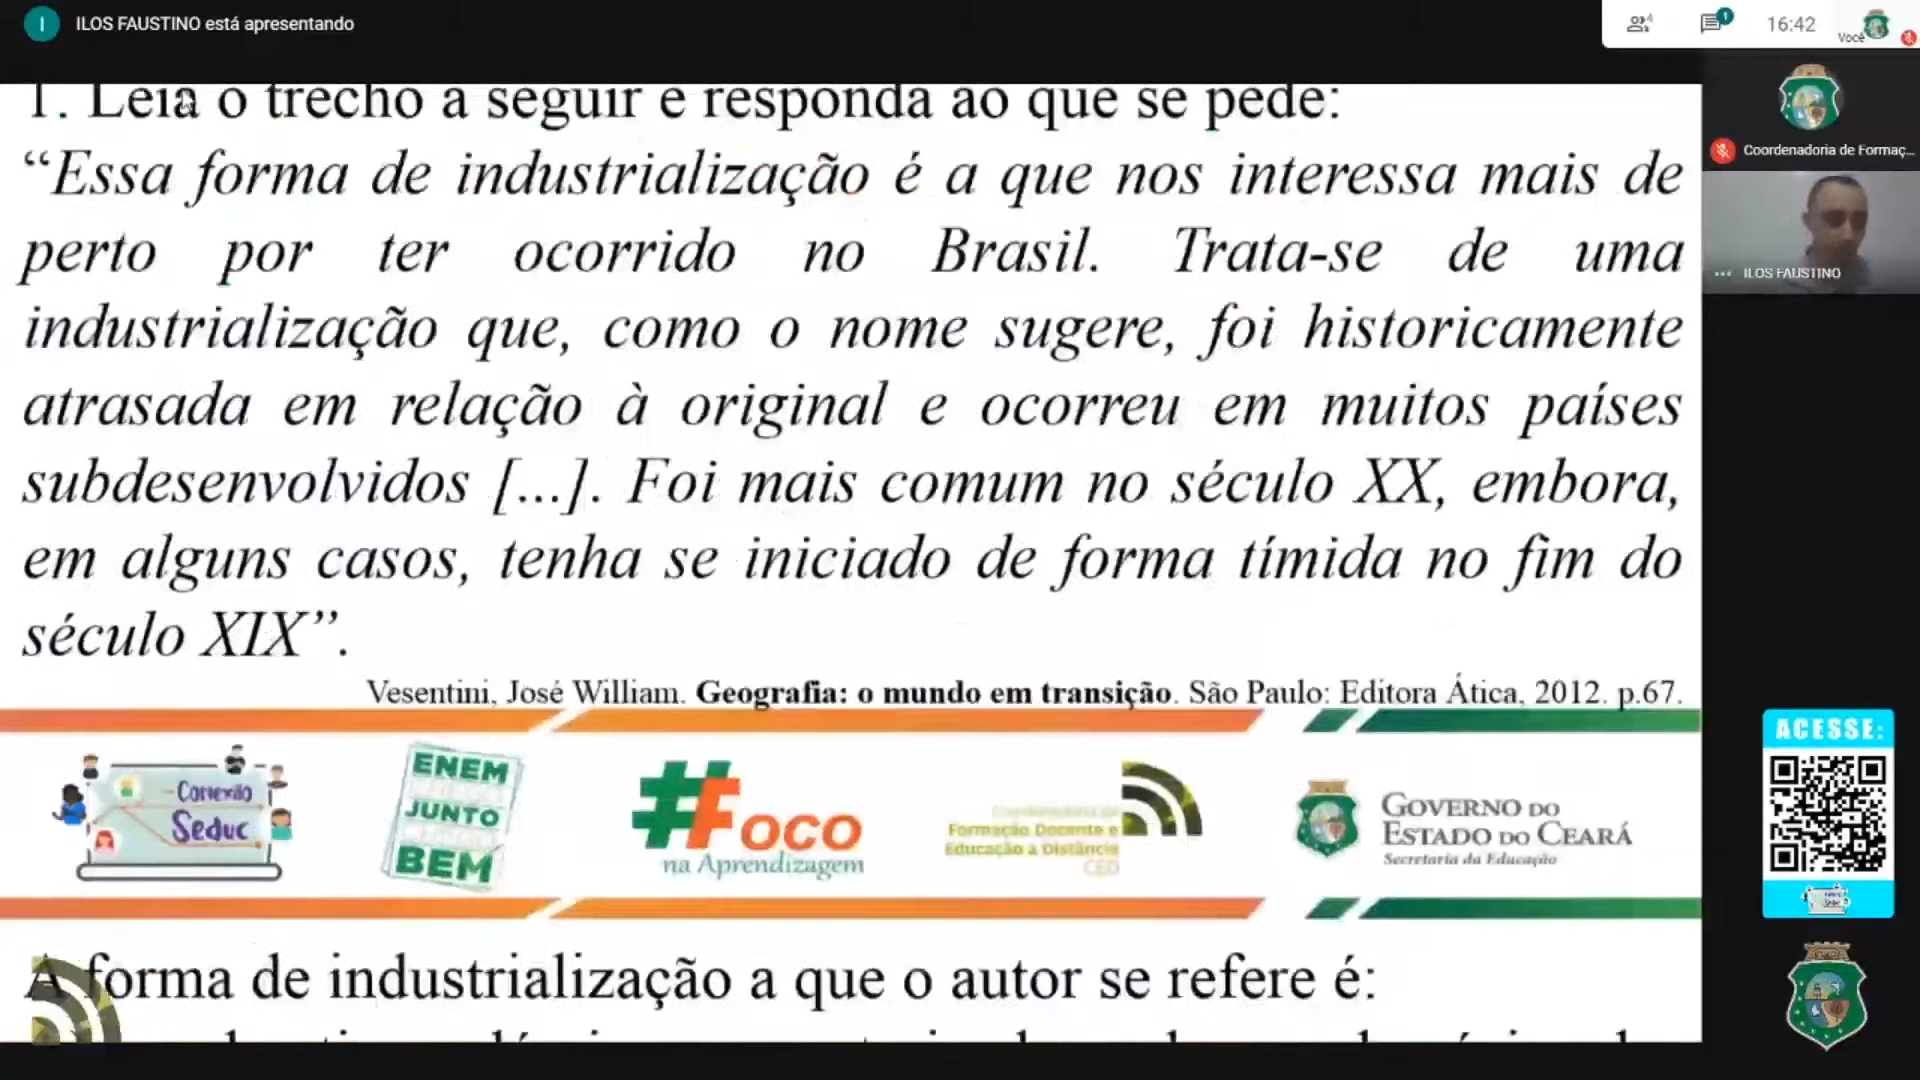 ILOS FAUSTINO está apresentando
4
1
16:42
Você
Coordenadoria de Formaç...
ILOS FAUSTINO
1. Leia o trecho a seguir e responda ao que se pede:
“Essa forma de industrialização é a que nos interessa mais de
perto por ter ocorrido no Brasil. Trata-se de uma
industrialização que, como o nome sugere, foi historicamente
atrasada em relação à original e ocorreu em muitos países
subdesenvolvidos [...]. Foi mais comum no século XX, embora,
em alguns casos, tenha se iniciado de forma tímida no fim do
século XIX”.
Vesentini, José William. Geografia: o mundo em transição. São Paulo: Editora Ática, 2012. p.67.
Conexão
Seduc
ENEM
JUNTO
BEM
#Foco
na Aprendizagem
Coordenadoria de
Formação Docente e
Educação a Distância
CED
GOVERNO DO
ESTADO DO CEARÁ
Secretaria da Educação
ACESSE:
A forma de industrialização a que o autor se refere é: